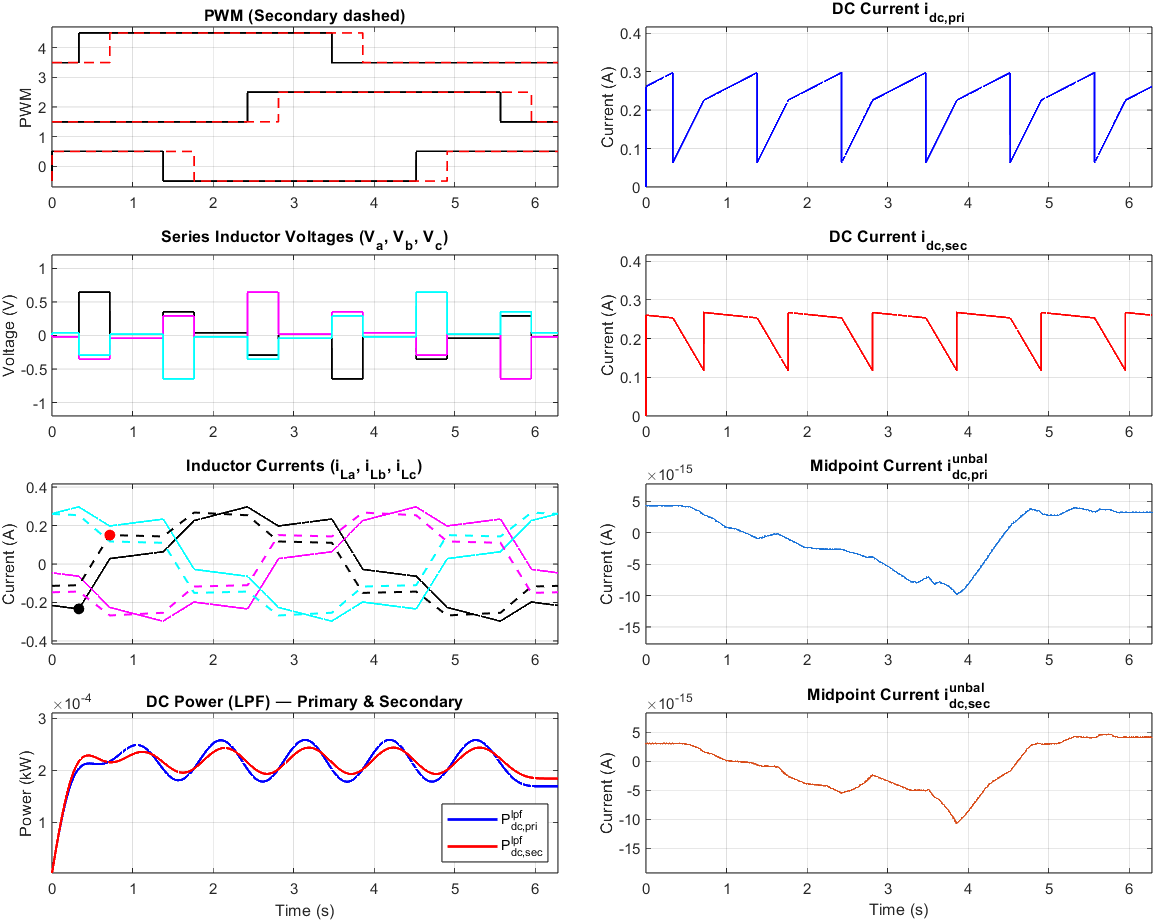 PWM (Secondary dashed)
PWM
4
3
2
1
0
0 1 2 3 4 5 6
DC Current i_dc,pri
Current (A)
0.4
0.3
0.2
0.1
0
0 1 2 3 4 5 6
Series Inductor Voltages (V_a, V_b, V_c)
Voltage (V)
1
0.5
0
-0.5
-1
0 1 2 3 4 5 6
DC Current i_dc,sec
Current (A)
0.4
0.3
0.2
0.1
0
0 1 2 3 4 5 6
Inductor Currents (i_La, i_Lb, i_Lc)
Current (A)
0.4
0.2
0
-0.2
-0.4
0 1 2 3 4 5 6
Midpoint Current i_dc,pri^unbal
×10^-15
Current (A)
5
0
-5
-10
-15
0 1 2 3 4 5 6
DC Power (LPF) — Primary & Secondary
×10^-4
Power (kW)
3
2
1
P_dc,pri^lpf
P_dc,sec^lpf
0 1 2 3 4 5 6
Time (s)
Midpoint Current i_dc,sec^unbal
×10^-15
Current (A)
5
0
-5
-10
-15
0 1 2 3 4 5 6
Time (s)